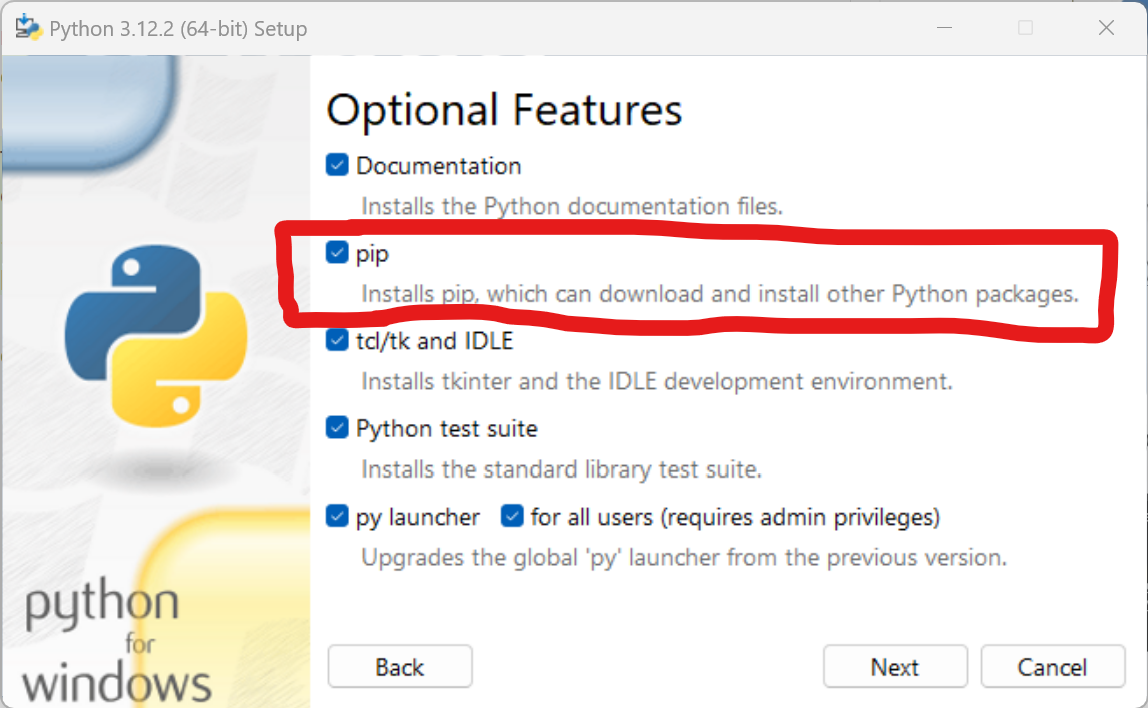 Python 3.12.2 (64-bit) Setup
Optional Features
Documentation
Installs the Python documentation files.
pip
Installs pip, which can download and install other Python packages.
tcl/tk and IDLE
Installs tkinter and the IDLE development environment.
Python test suite
Installs the standard library test suite.
py launcher for all users (requires admin privileges)
Upgrades the global 'py' launcher from the previous version.
python
for
windows
Back Next Cancel